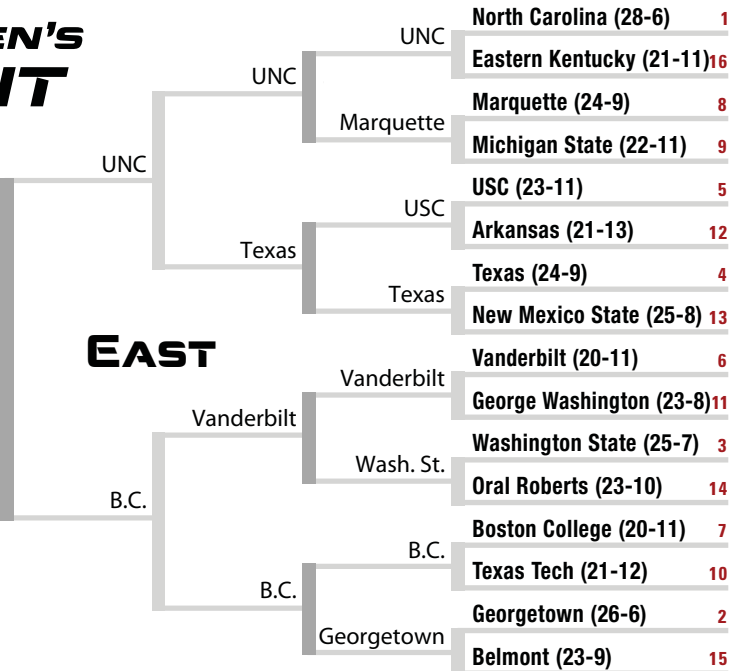 EN'S
North Carolina (28-6) 1
Eastern Kentucky (21-11) 16
Marquette (24-9) 8
Michigan State (22-11) 9
USC (23-11) 5
Arkansas (21-13) 12
Texas (24-9) 4
New Mexico State (25-8) 13
Vanderbilt (20-11) 6
George Washington (23-8) 11
Washington State (25-7) 3
Oral Roberts (23-10) 14
Boston College (20-11) 7
Texas Tech (21-12) 10
Georgetown (26-6) 2
Belmont (23-9) 15
UNC
Marquette
USC
Texas
Vanderbilt
Wash. St.
B.C.
Georgetown
UNC
Texas
Vanderbilt
B.C.
UNC
B.C.
EAST